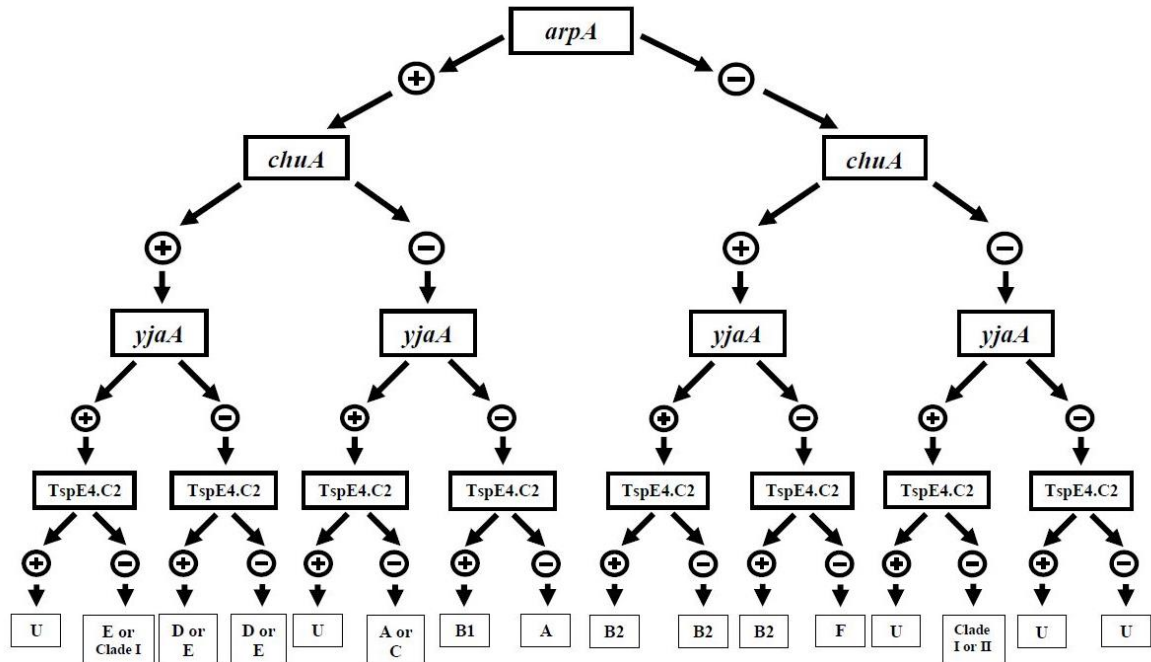 arpA
+ −
chuA chuA
+ − + −
yjaA yjaA yjaA yjaA
+ − + − + − + −
TspE4.C2 TspE4.C2 TspE4.C2 TspE4.C2 TspE4.C2 TspE4.C2 TspE4.C2 TspE4.C2
+ − + − + − + − + − + − + − + −
U
E or
Clade I
D or
E
D or
E
U
A or
C
B1
A
B2
B2
B2
F
U
Clade
I or II
U
U